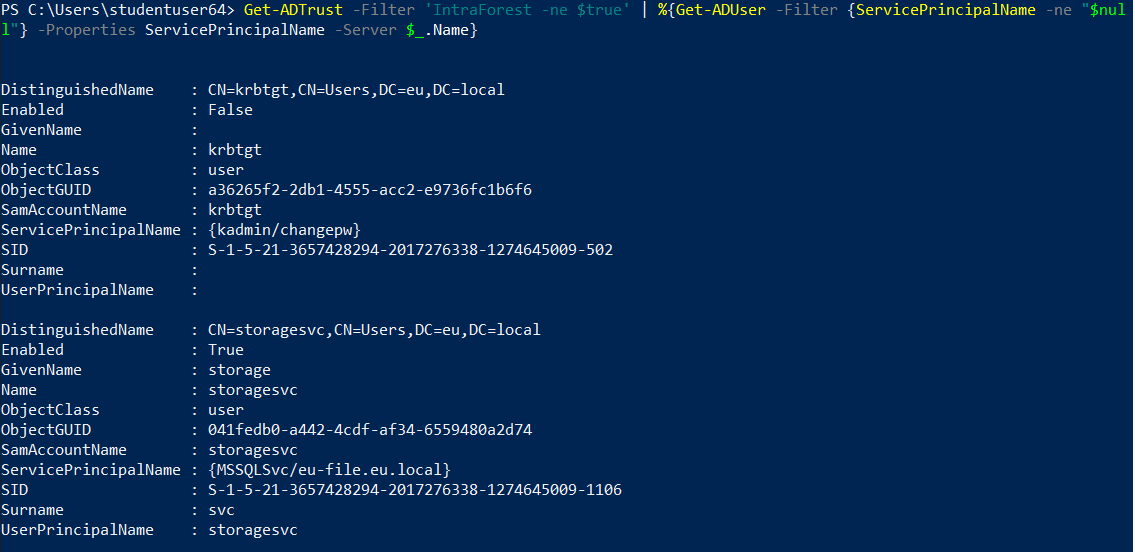 PS C:\Users\studentuser64> Get-ADTrust -Filter 'IntraForest -ne $true' | %{Get-ADUser -Filter {ServicePrincipalName -ne "$nul
l"} -Properties ServicePrincipalName -Server $_.Name}
DistinguishedName    : CN=krbtgt,CN=Users,DC=eu,DC=local
Enabled              : False
GivenName            :
Name                 : krbtgt
ObjectClass          : user
ObjectGUID           : a36265f2-2db1-4555-acc2-e9736fc1b6f6
SamAccountName       : krbtgt
ServicePrincipalName : {kadmin/changepw}
SID                  : S-1-5-21-3657428294-2017276338-1274645009-502
Surname              :
UserPrincipalName    :
DistinguishedName    : CN=storagesvc,CN=Users,DC=eu,DC=local
Enabled              : True
GivenName            : storage
Name                 : storagesvc
ObjectClass          : user
ObjectGUID           : 041fedb0-a442-4cdf-af34-6559480a2d74
SamAccountName       : storagesvc
ServicePrincipalName : {MSSQLSvc/eu-file.eu.local}
SID                  : S-1-5-21-3657428294-2017276338-1274645009-1106
Surname              : svc
UserPrincipalName    : storagesvc